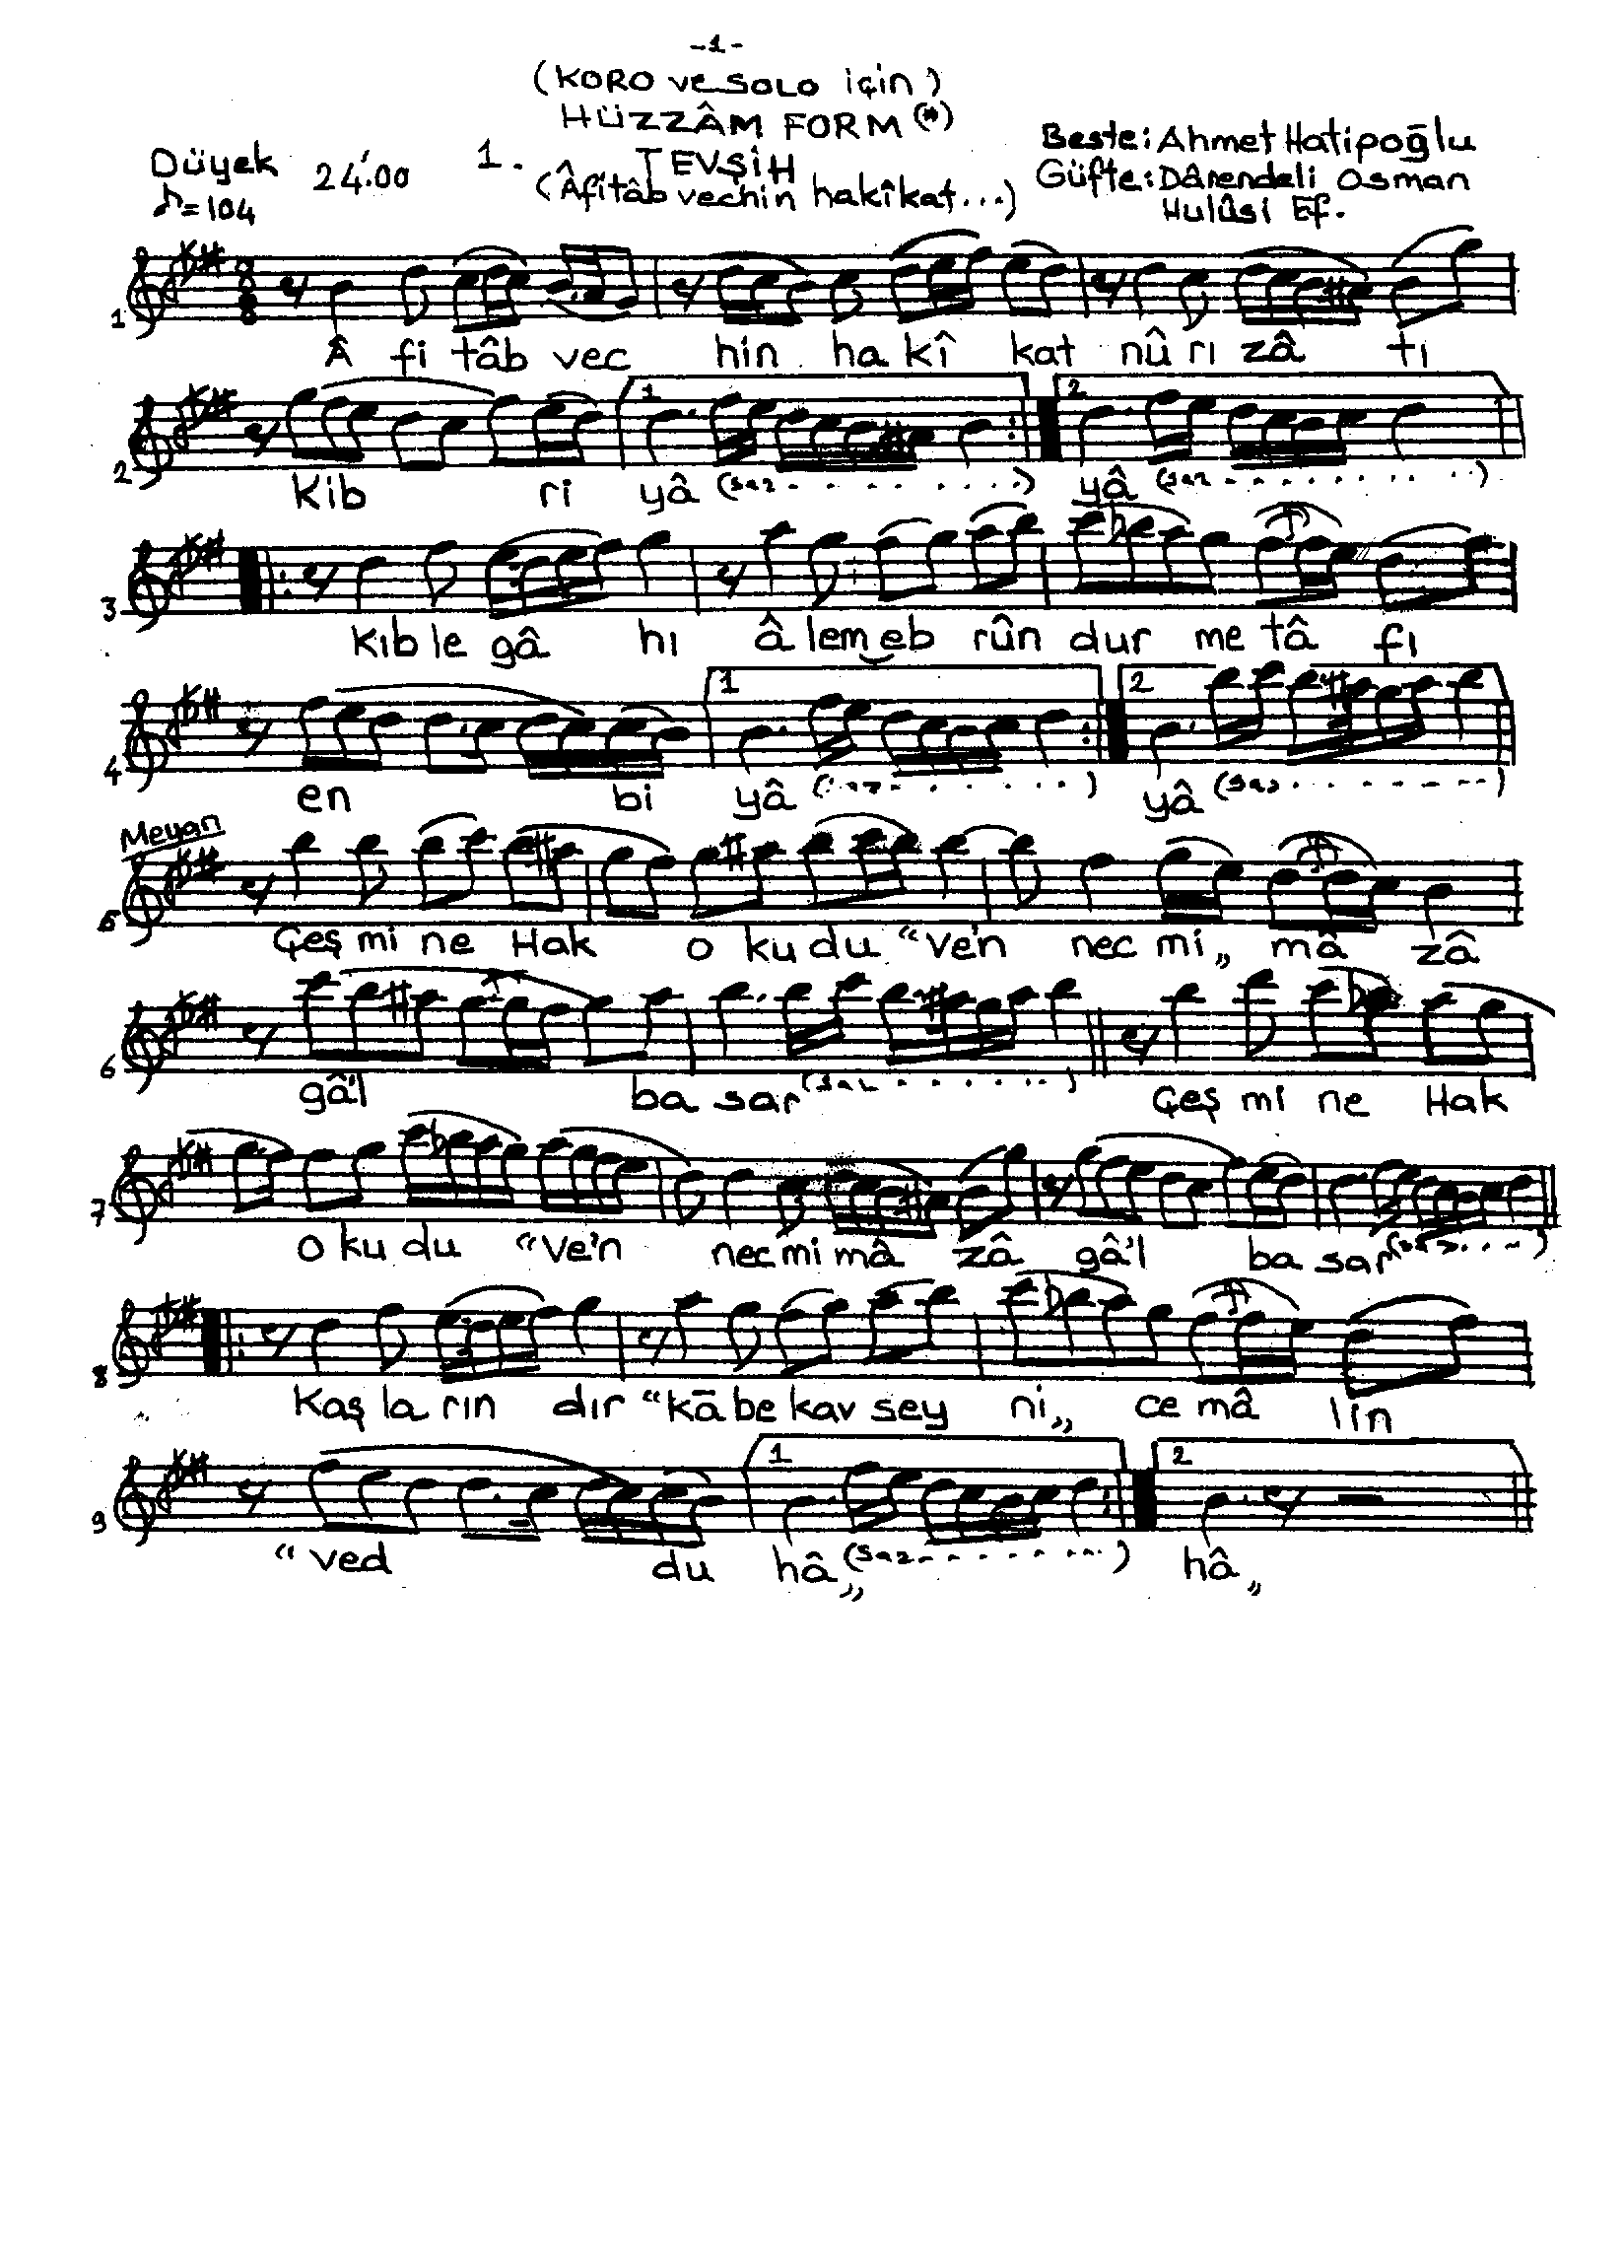 -1-
(KORO ve SOLO için)
HÜZZÂM FORM (*)
Düyek 24'.00 1. TEVŞİH Beste: Ahmet Hatipoğlu
♪=104 (Âfitâb vechin hakîkat...) Güfte: Dârendeli Osman
Hulûsi Ef.
8
8
1
 fi tâb vec hin ha kî kat nû rı zâ tı
1 2
2
Kib ri yâ (saz.........) yâ (saz.........)
3
kıb le gâ hı â lem eb rûn dur me tâ fı
1 2
4
en bi yâ (saz.........) yâ (saz.........)
Meyan
5
Çeş mi ne Hak o ku du “ve'n nec mi„ mâ zâ
6
gâ'l ba sar (saz.......) Çeş mi ne Hak
7
o ku du “Ve'n nec mi mâ zâ gâ'l ba sar (saz....)
8
Kaş la rın dır “kābe kav sey ni„ ce mâ lin
1 2
9
“ved du hâ„ (saz.........) hâ„